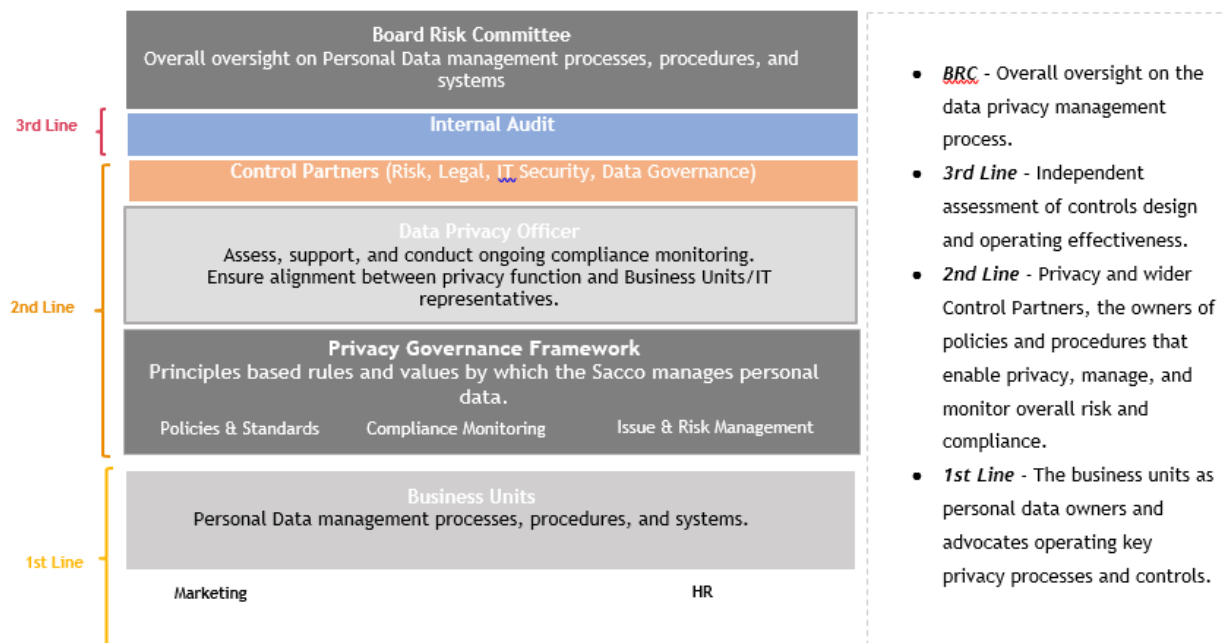 Board Risk Committee
Overall oversight on Personal Data management processes, procedures, and
systems
3rd Line
Internal Audit
Control Partners (Risk, Legal, IT Security, Data Governance)
2nd Line
Data Privacy Officer
Assess, support, and conduct ongoing compliance monitoring.
Ensure alignment between privacy function and Business Units/IT
representatives.
Privacy Governance Framework
Principles based rules and values by which the Sacco manages personal
data.
Policies & Standards
Compliance Monitoring
Issue & Risk Management
1st Line
Business Units
Personal Data management processes, procedures, and systems.
Marketing
HR
• BRC - Overall oversight on the
data privacy management
process.
• 3rd Line - Independent
assessment of controls design
and operating effectiveness.
• 2nd Line - Privacy and wider
Control Partners, the owners of
policies and procedures that
enable privacy, manage, and
monitor overall risk and
compliance.
• 1st Line - The business units as
personal data owners and
advocates operating key
privacy processes and controls.